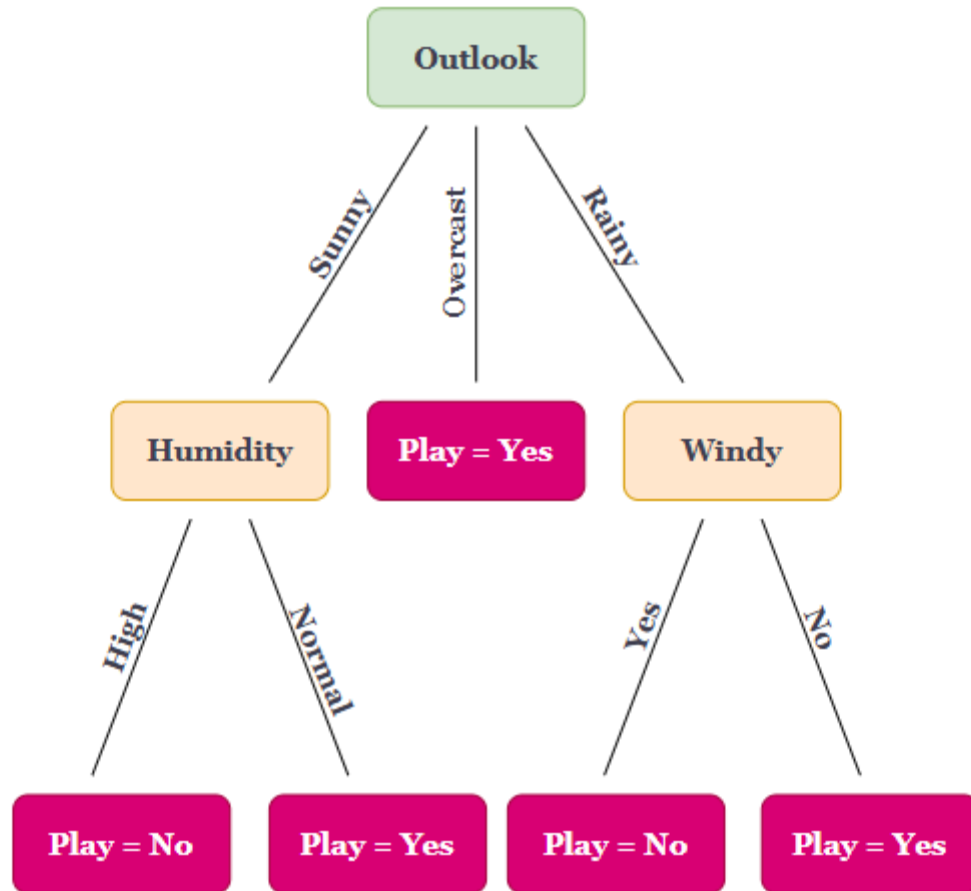 Outlook
Sunny
Overcast
Rainy
Humidity
Play = Yes
Windy
High
Normal
Yes
No
Play = No
Play = Yes
Play = No
Play = Yes